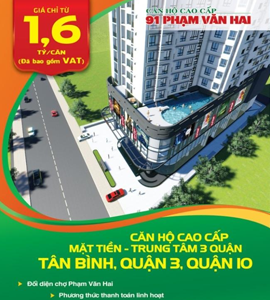 GIÁ CHỈ TỪ
1,6
TỶ/CĂN
(Đã bao gồm VAT)
CĂN HỘ CAO CẤP
91 PHẠM VĂN HAI
CĂN HỘ CAO CẤP
MẶT TIỀN - TRUNG TÂM 3 QUẬN
TÂN BÌNH, QUẬN 3, QUẬN 10
Đối diện chợ Phạm Văn Hai
Phương thức thanh toán linh hoạt